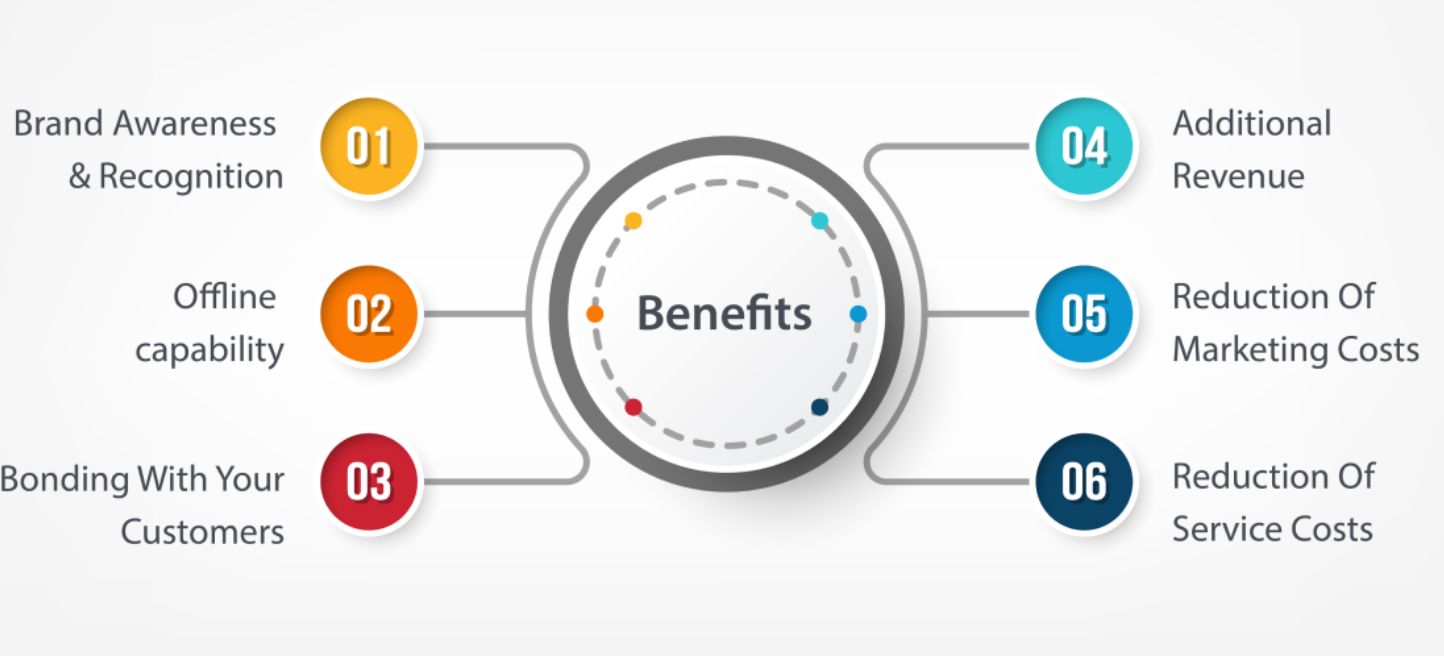 Brand Awareness
& Recognition
01
Offline
capability
02
Bonding With Your
Customers
03
Benefits
04
Additional
Revenue
05
Reduction Of
Marketing Costs
06
Reduction Of
Service Costs